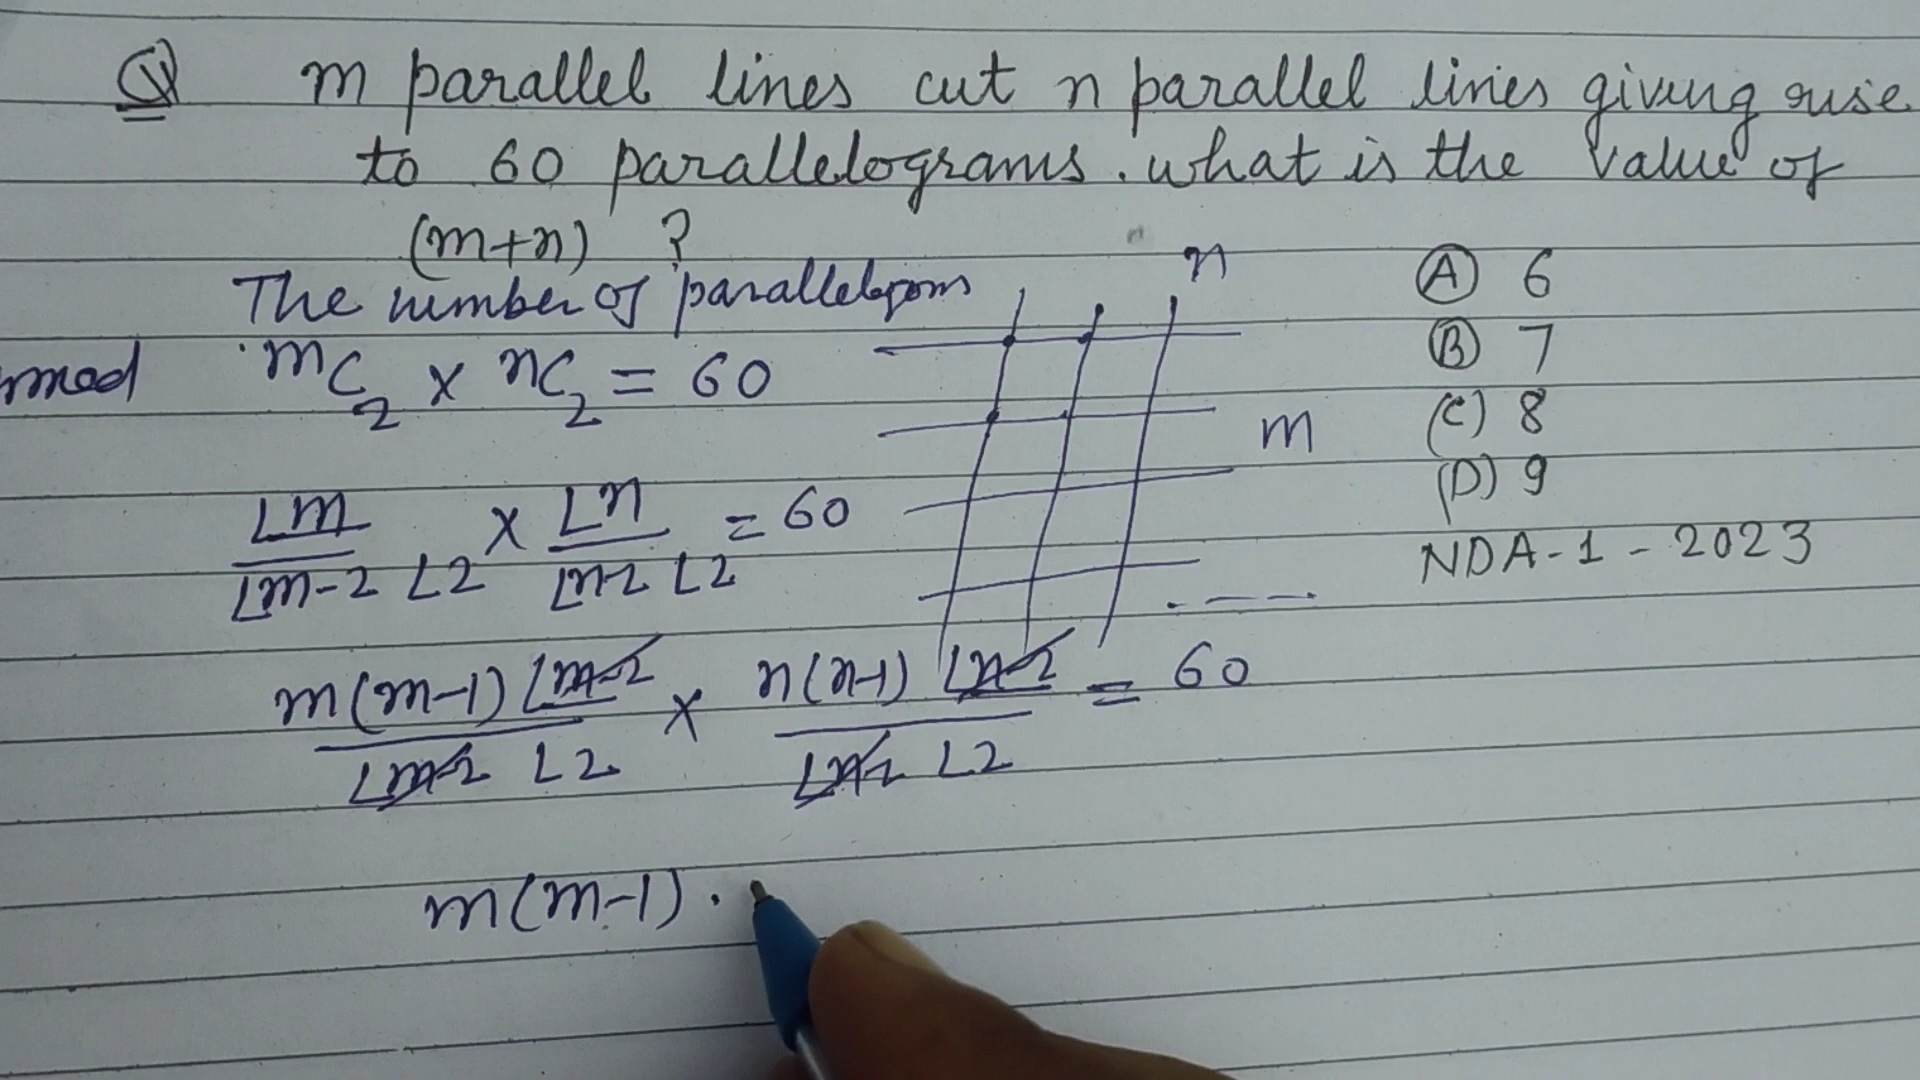 Q m parallel lines cut n parallel lines giving rise
to 60 parallelograms. what is the value of
(m+n) ?
The number of parallelograms
mC2 × nC2 = 60
∟m / ∟m-2 ∟2 × ∟n / ∟n-2 ∟2 = 60
m(m-1) ∟m-2 / ∟m-2 ∟2 × n(n-1) ∟n-2 / ∟n-2 ∟2 = 60
m(m-1) .
n
m
(A) 6
(B) 7
(C) 8
(D) 9
NDA-1-2023